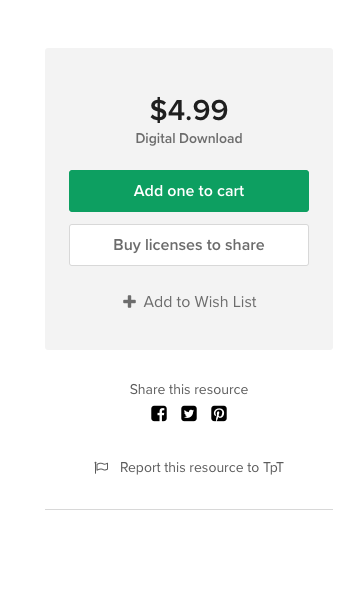 $4.99
Digital Download
Add one to cart
Buy licenses to share
Add to Wish List
Share this resource
Report this resource to TpT